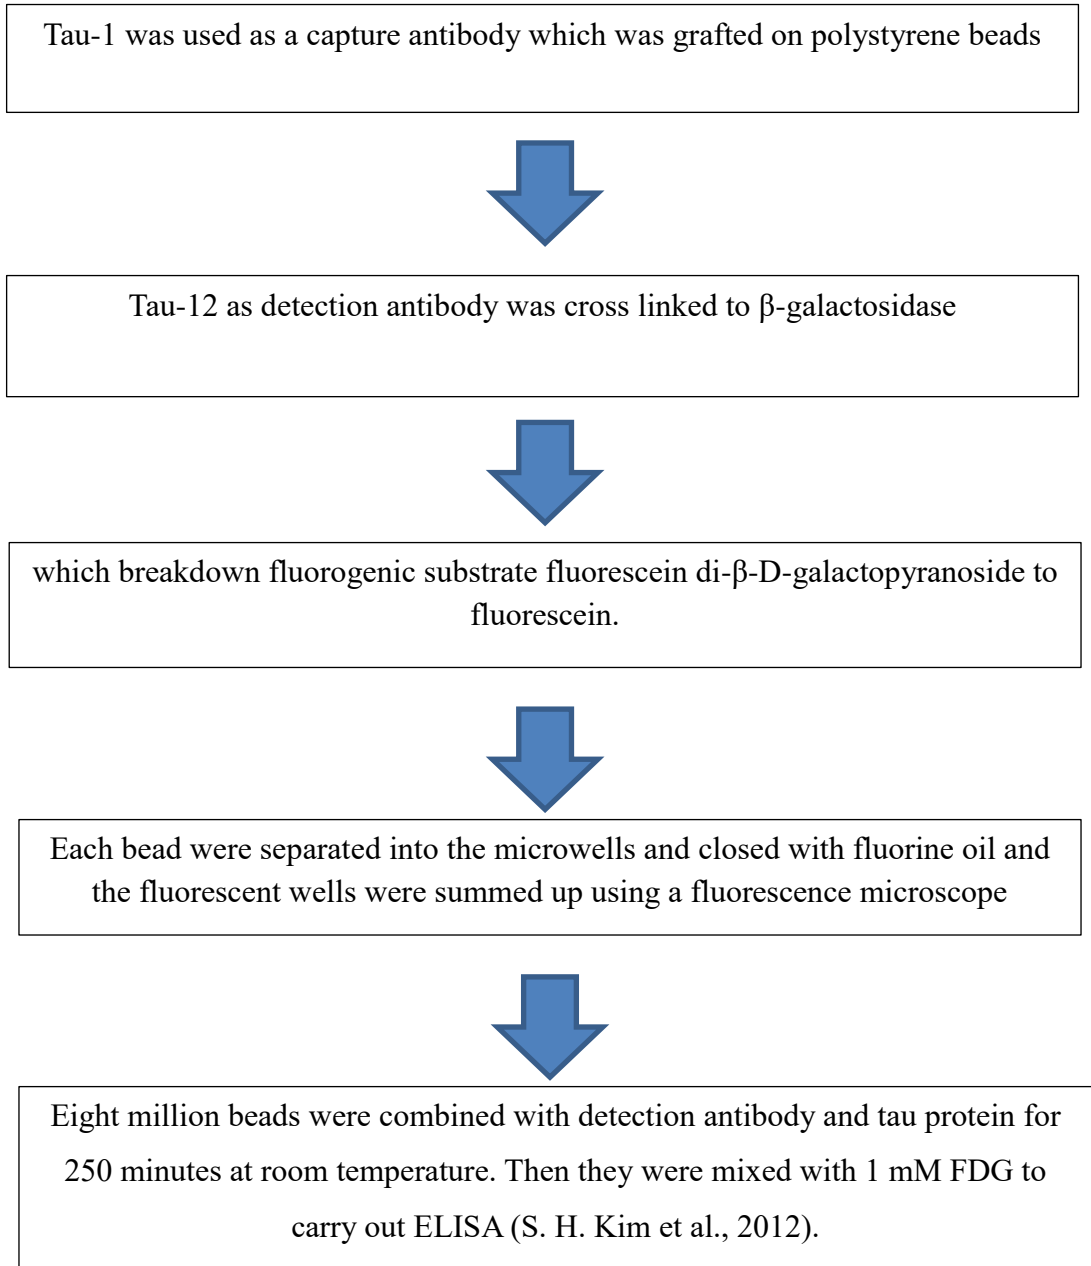 Tau-1 was used as a capture antibody which was grafted on polystyrene beads
Tau-12 as detection antibody was cross linked to β-galactosidase
which breakdown fluorogenic substrate fluorescein di-β-D-galactopyranoside to
fluorescein.
Each bead were separated into the microwells and closed with fluorine oil and
the fluorescent wells were summed up using a fluorescence microscope
Eight million beads were combined with detection antibody and tau protein for
250 minutes at room temperature. Then they were mixed with 1 mM FDG to
carry out ELISA (S. H. Kim et al., 2012).